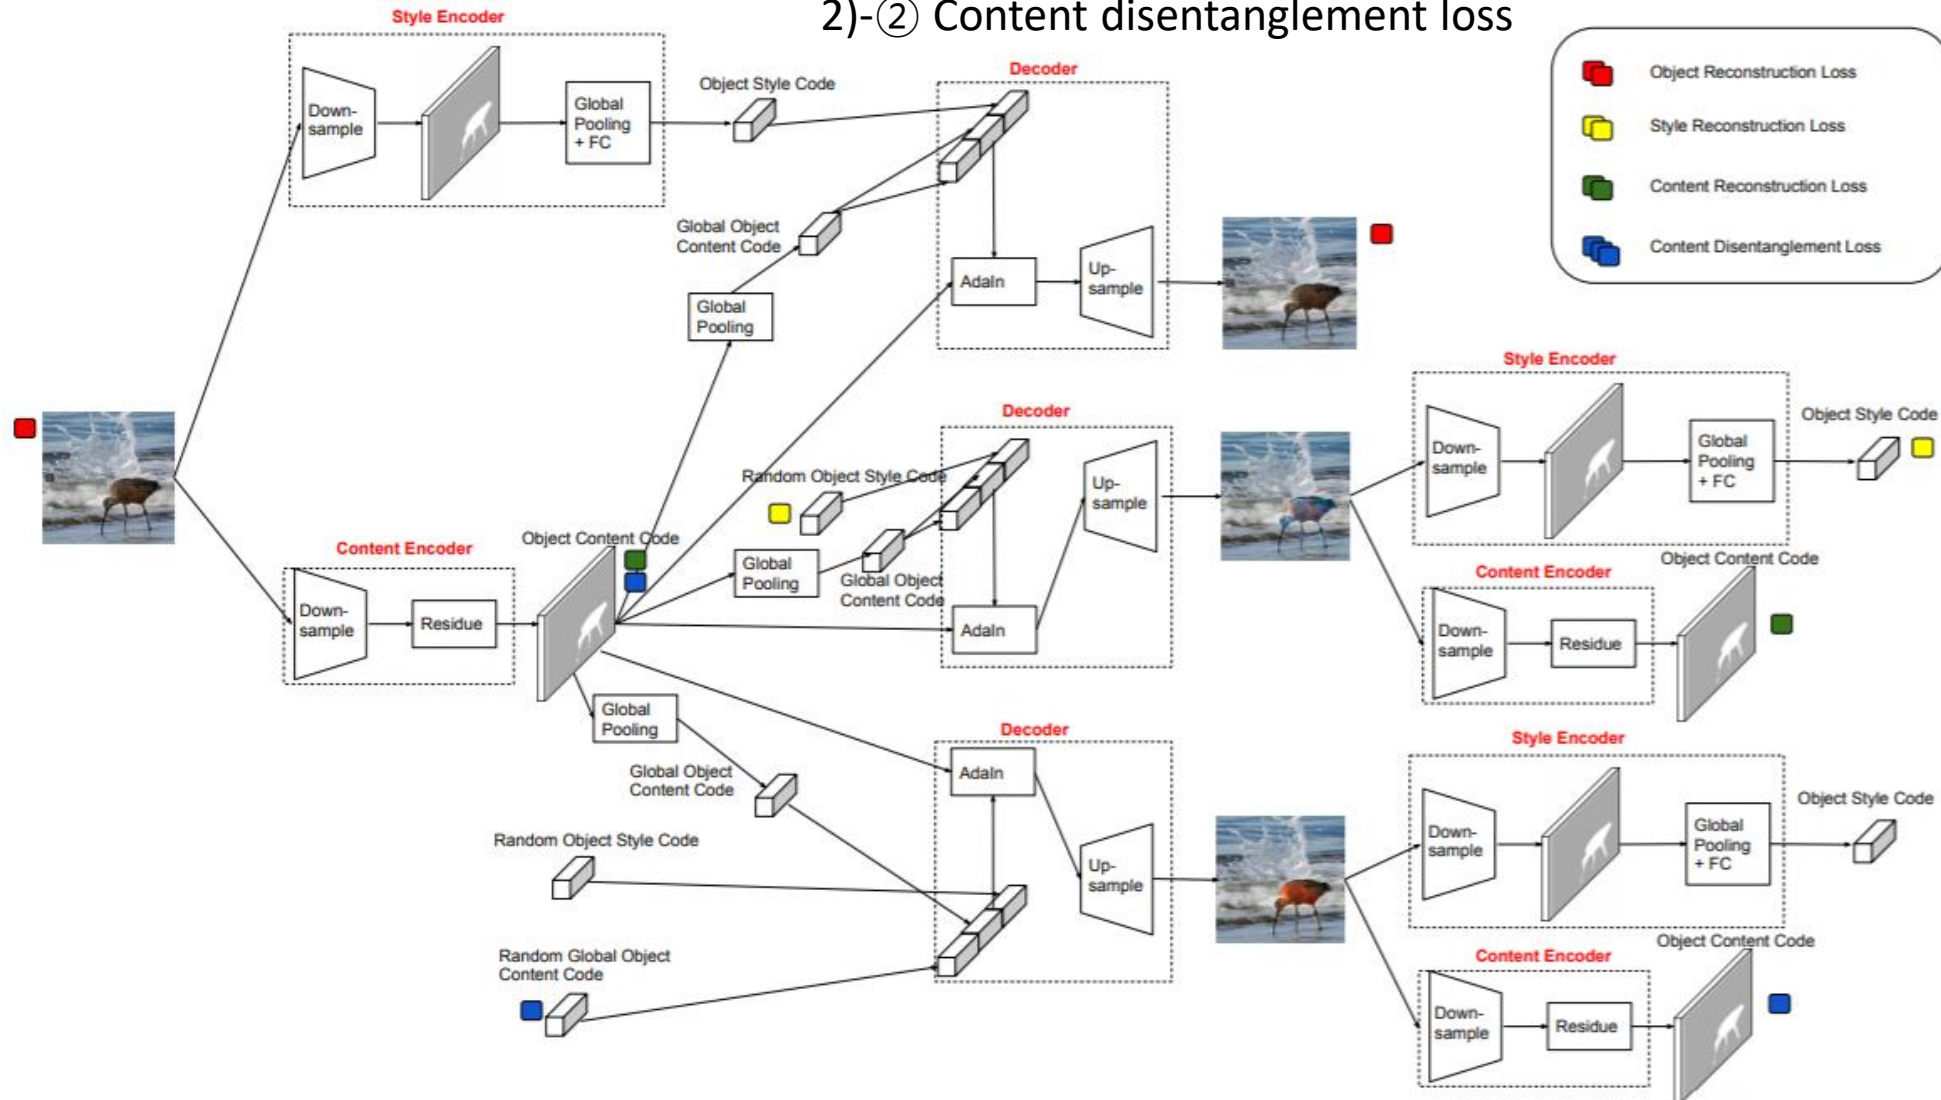 2)-② Content disentanglement loss
Style Encoder
Down-
sample
Global
Pooling
+ FC
Object Style Code
Global Object
Content Code
Global
Pooling
Decoder
AdaIn
Up-
sample
Object Reconstruction Loss
Style Reconstruction Loss
Content Reconstruction Loss
Content Disentanglement Loss
Content Encoder
Down-
sample
Residue
Object Content Code
Random Object Style Code
Global
Pooling
Global Object
Content Code
Decoder
AdaIn
Up-
sample
Style Encoder
Down-
sample
Global
Pooling
+ FC
Object Style Code
Content Encoder
Down-
sample
Residue
Object Content Code
Global
Pooling
Global Object
Content Code
Random Object Style Code
Random Global Object
Content Code
Decoder
AdaIn
Up-
sample
Style Encoder
Down-
sample
Global
Pooling
+ FC
Object Style Code
Content Encoder
Down-
sample
Residue
Object Content Code